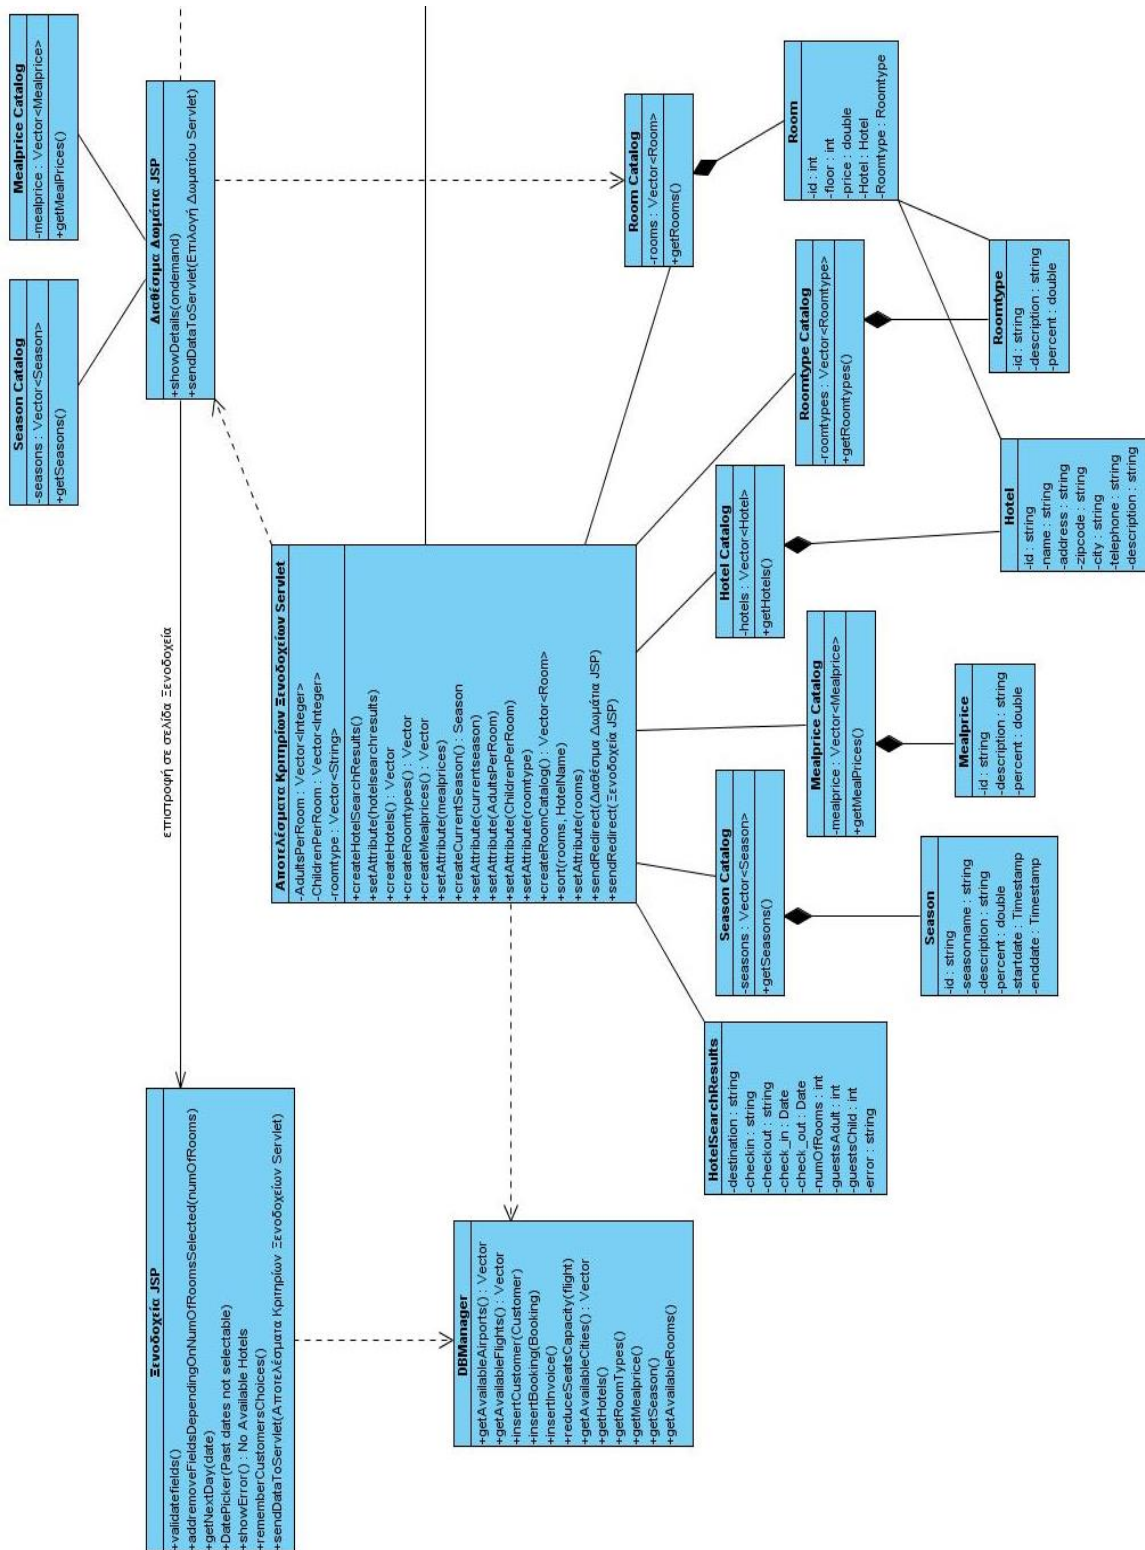 Mealprice Catalog
-mealprice : Vector<Mealprice>
+getMealPrices()
Season Catalog
-seasons : Vector<Season>
+getSeasons()
Διαθέσιμα Δωμάτια JSP
+showDetails(ondemand)
+sendDataToServlet(Επιλογή Δωματίου Servlet)
επιστροφή σε σελίδα Ξενοδοχεία
Ξενοδοχεία JSP
+validatefields()
+addremoveFieldsDependingOnNumOfRoomsSelected(numOfRooms)
+getNextDay(date)
+DatePicker(Past dates not selectable)
+showError() : No Available Hotels
+rememberCustomersChoices()
+sendDataToServlet(Αποτελέσματα Κριτηρίων Ξενοδοχείων Servlet)
Αποτελέσματα Κριτηρίων Ξενοδοχείων Servlet
-AdultsPerRoom : Vector<Integer>
-ChildrenPerRoom : Vector<Integer>
-roomtype : Vector<String>
+createHotelSearchResults()
+setAttribute(hotelsearchresults)
+createHotels() : Vector
+createRoomtypes() : Vector
+createMealprices() : Vector
+setAttribute(mealprices)
+createCurrentSeason() : Season
+setAttribute(currentseason)
+setAttribute(AdultsPerRoom)
+setAttribute(ChildrenPerRoom)
+setAttribute(roomtype)
+createRoomCatalog() : Vector<Room>
+sort(rooms, HotelName)
+setAttribute(rooms)
+sendRedirect(Διαθέσιμα Δωμάτια JSP)
+sendRedirect(Ξενοδοχεία JSP)
DBManager
+getAvailableAirports() : Vector
+getAvailableFlights() : Vector
+insertCustomer(Customer)
+insertBooking(Booking)
+insertInvoice()
+reduceSeatsCapacity(flight)
+getAvailableCities() : Vector
+getHotels()
+getRoomTypes()
+getMealprice()
+getSeason()
+getAvailableRooms()
Room Catalog
-rooms : Vector<Room>
+getRooms()
Room
-id : int
-floor : int
-price : double
-Hotel : Hotel
-Roomtype : Roomtype
Roomtype Catalog
-roomtypes : Vector<Roomtype>
+getRoomtypes()
Roomtype
-id : string
-description : string
-percent : double
Hotel Catalog
-hotels : Vector<Hotel>
+getHotels()
Hotel
-id : string
-name : string
-address : string
-zipcode : string
-city : string
-telephone : string
-description : string
Mealprice Catalog
-mealprice : Vector<Mealprice>
+getMealPrices()
Mealprice
-id : string
-description : string
-percent : double
Season Catalog
-seasons : Vector<Season>
+getSeasons()
Season
-id : string
-seasonname : string
-description : string
-percent : double
-startdate : Timestamp
-enddate : Timestamp
HotelSearchResults
-destination : string
-checkin : string
-checkout : string
-check_in : Date
-check_out : Date
-numOfRooms : int
-guestsAdult : int
-guestsChild : int
-error : string